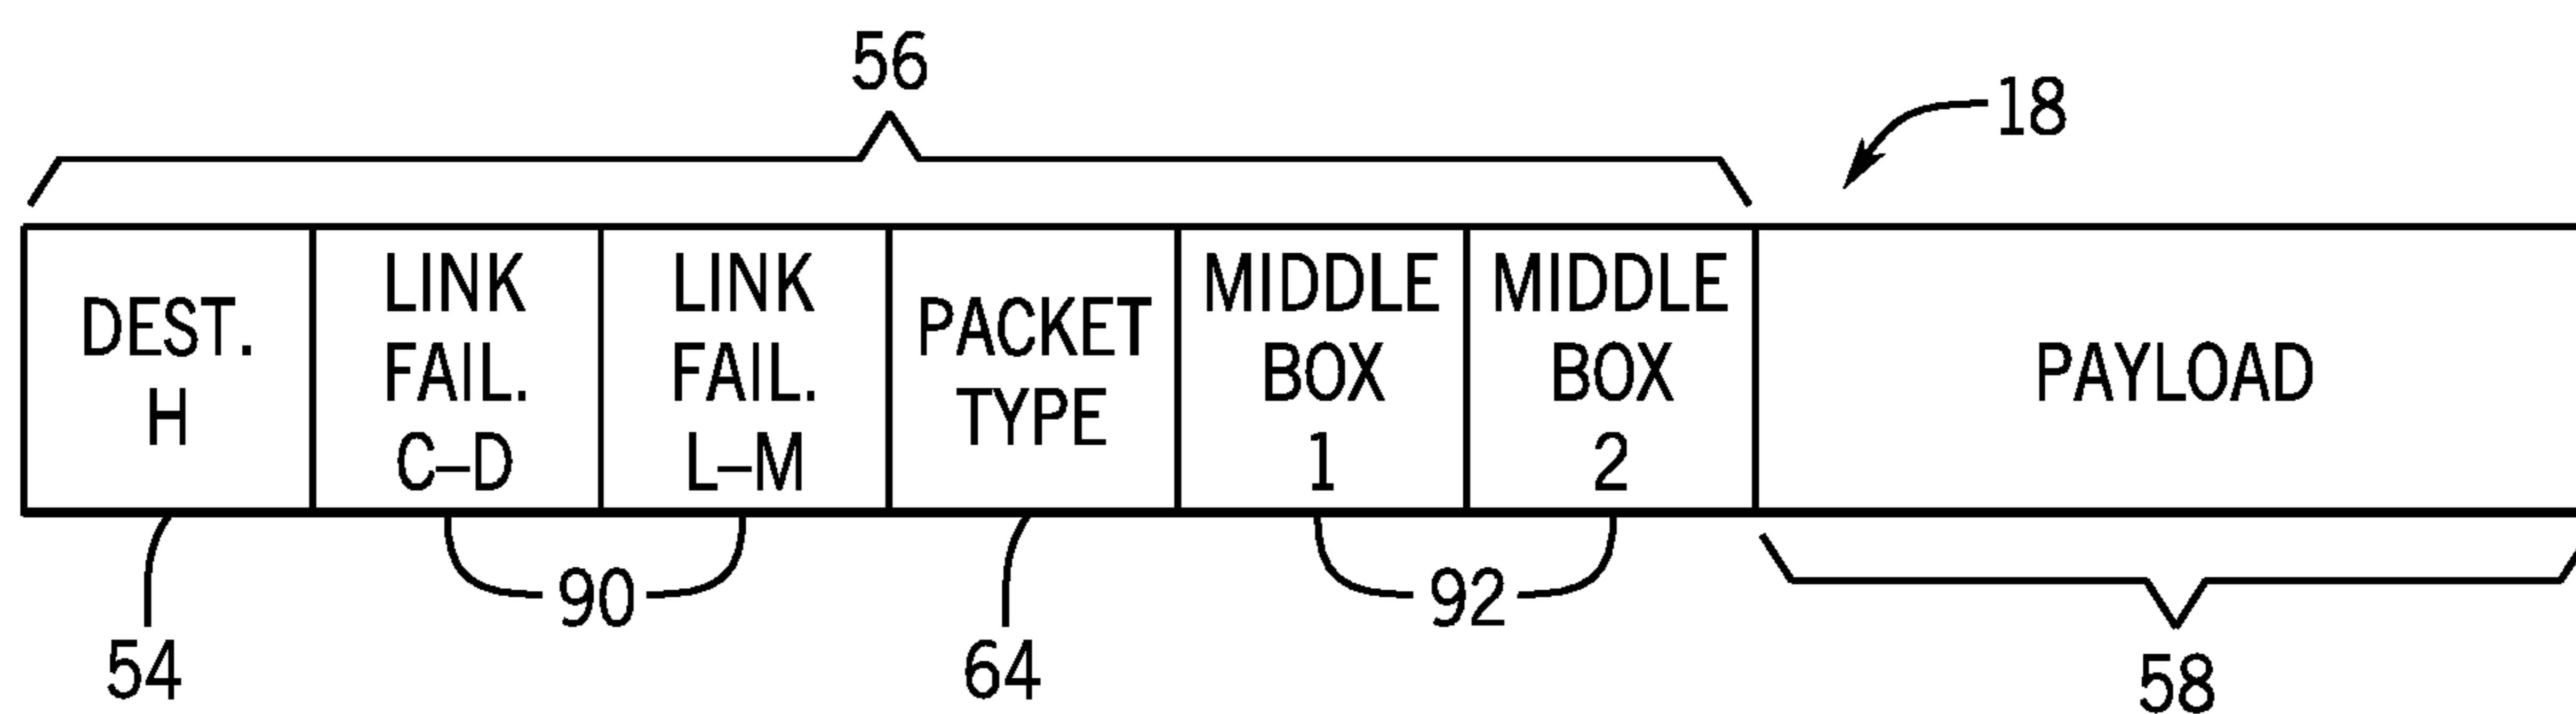 56
18
DEST.
H
LINK
FAIL.
C–D
LINK
FAIL.
L–M
PACKET
TYPE
MIDDLE
BOX
1
MIDDLE
BOX
2
PAYLOAD
54
90
64
92
58